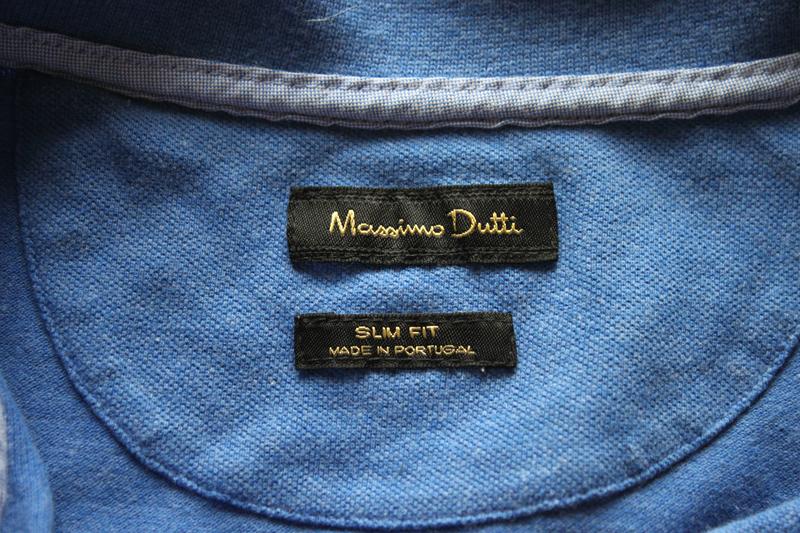 Massimo Dutti
SLIM FIT
MADE IN PORTUGAL